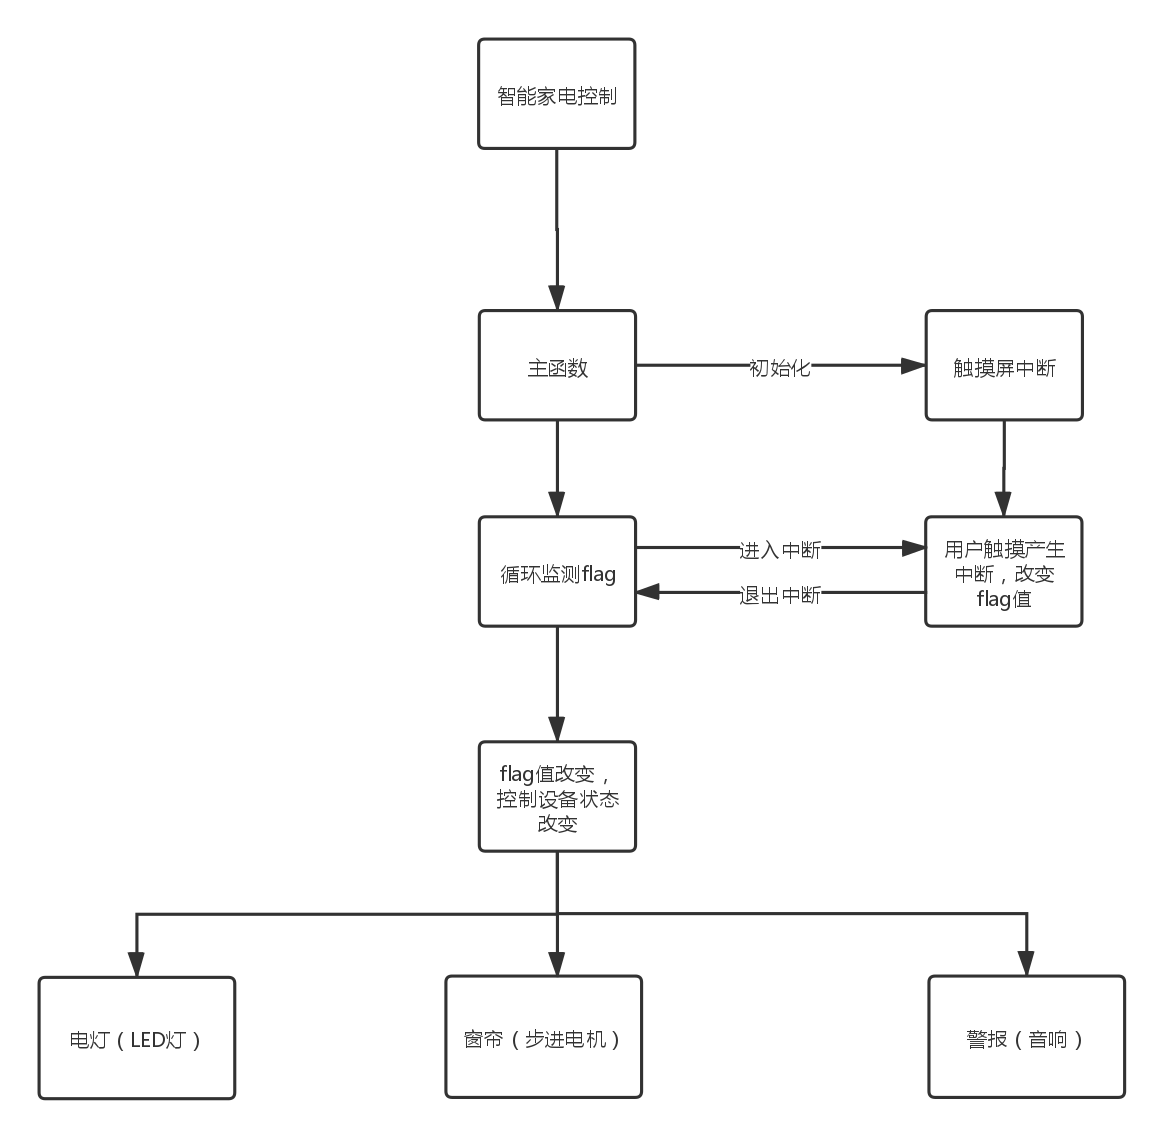 智能家电控制
主函数
初始化
触摸屏中断
循环监测flag
进入中断
退出中断
用户触摸产生
中断，改变
flag值
flag值改变，
控制设备状态
改变
电灯（LED灯）
窗帘（步进电机）
警报（音响）